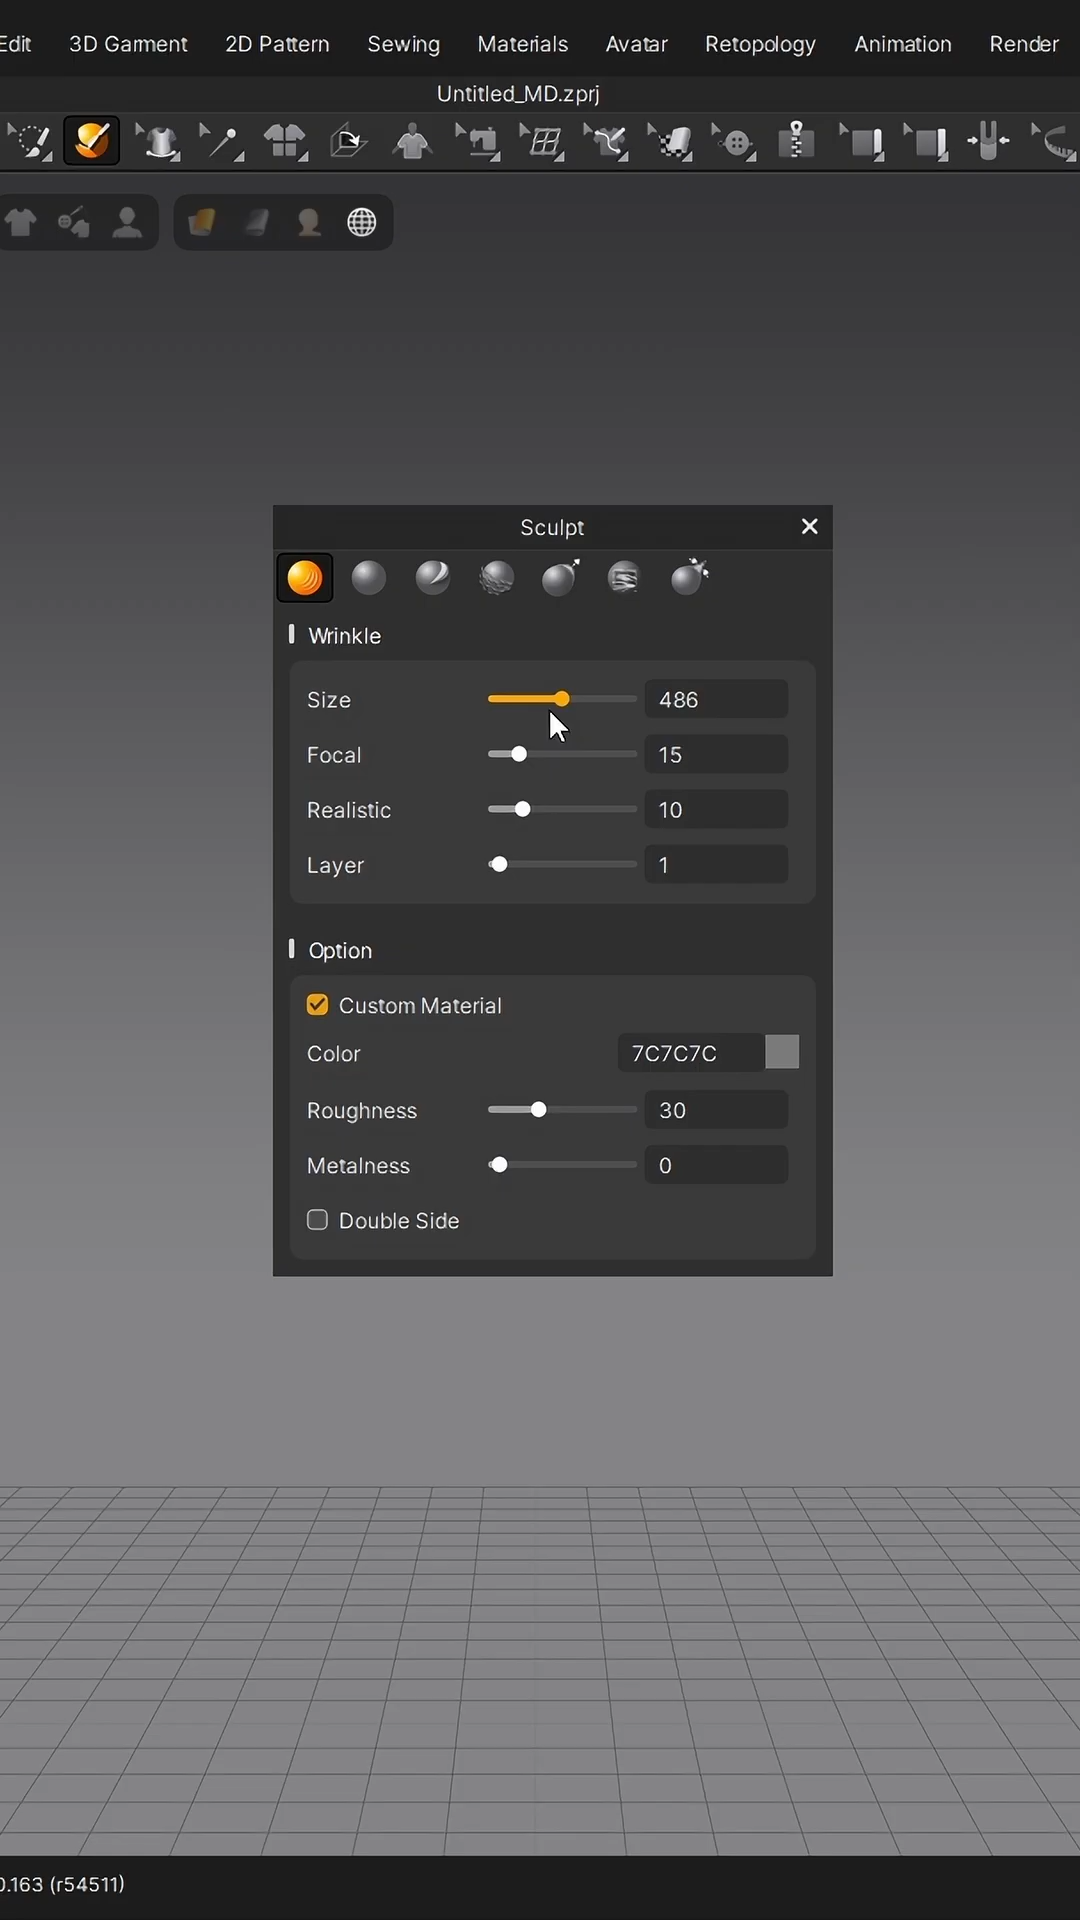 Edit 3D Garment 2D Pattern Sewing Materials Avatar Retopology Animation Render
Untitled_MD.zprj
Sculpt
Wrinkle
Size 486
Focal 15
Realistic 10
Layer 1
Option
Custom Material
Color 7C7C7C
Roughness 30
Metalness 0
Double Side
0.163 (r54511)